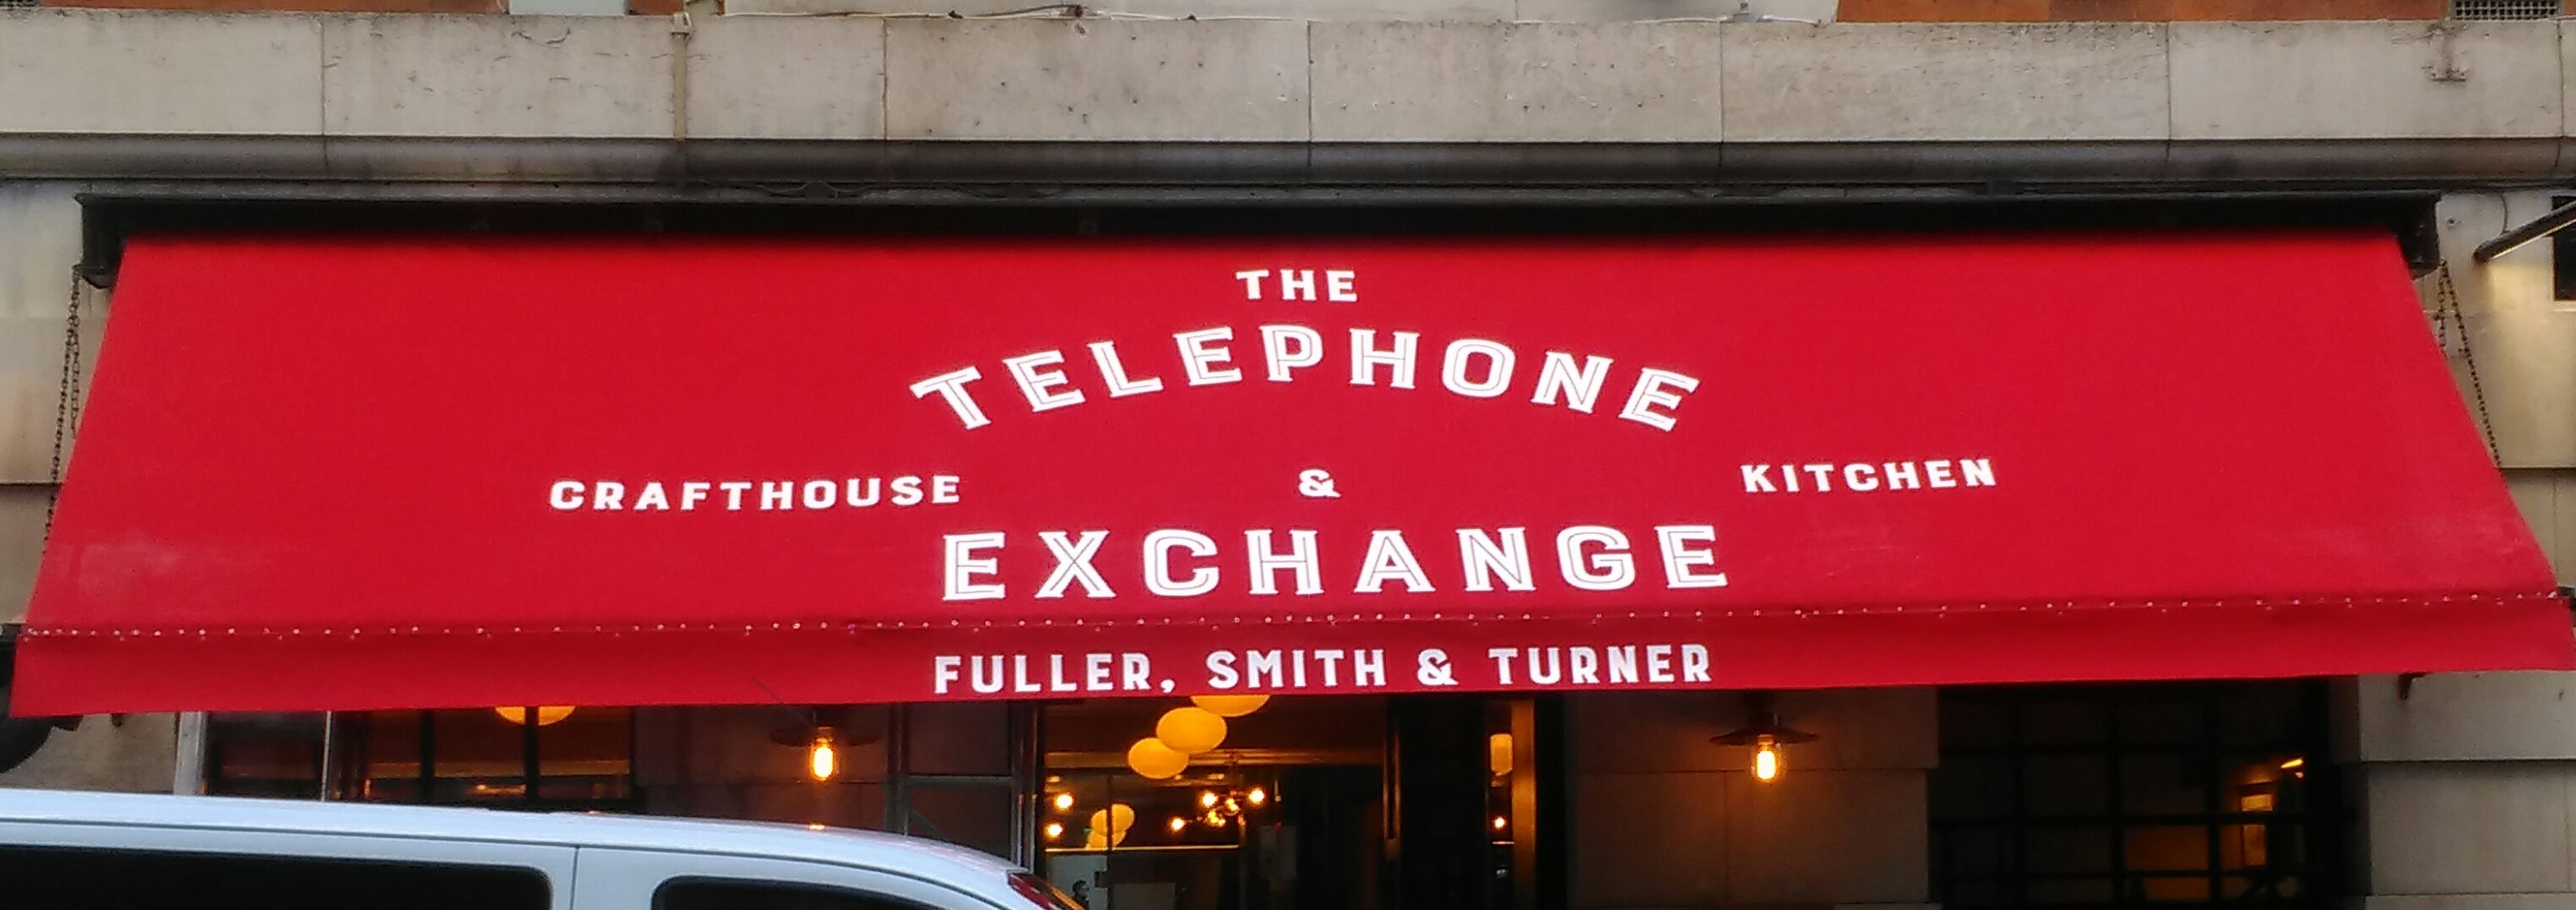 THE
TELEPHONE
CRAFTHOUSE & KITCHEN
EXCHANGE
FULLER, SMITH & TURNER